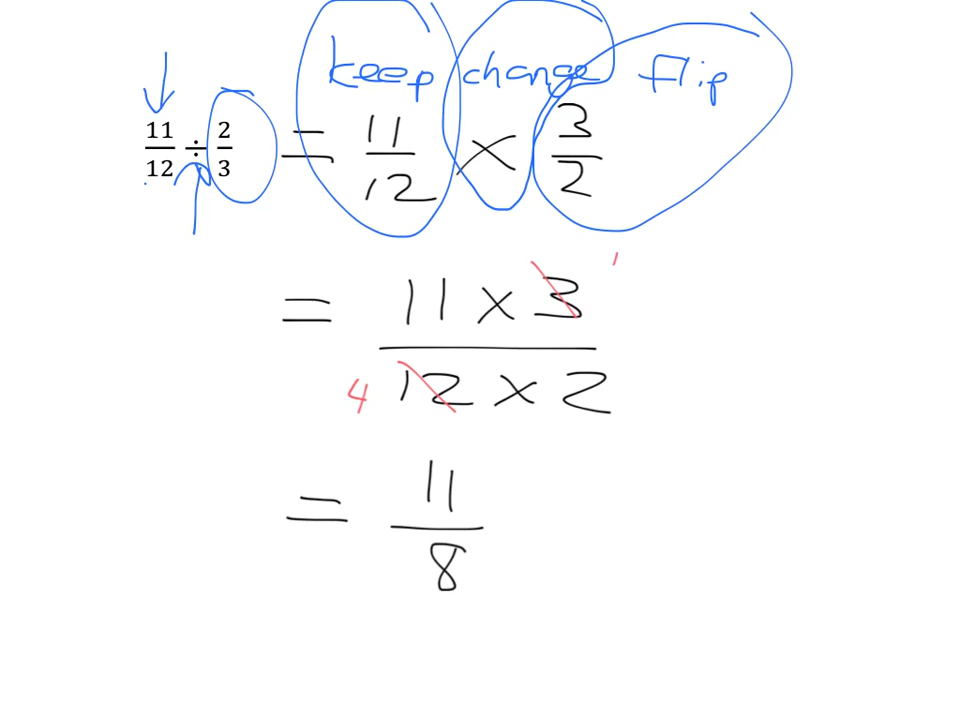 keep change flip
11/12 ÷ 2/3 = 11/12 × 3/2
= 11 × 3 1
4 12 × 2
= 11/8